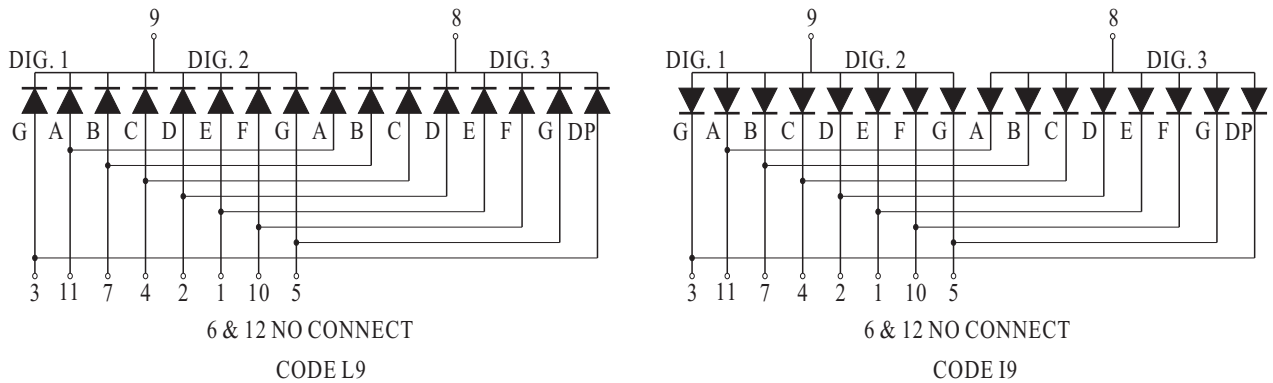 9 8 9 8
DIG. 1 DIG. 2 DIG. 3 DIG. 1 DIG. 2 DIG. 3
G A B C D E F G A B C D E F G DP G A B C D E F G A B C D E F G DP
3 11 7 4 2 1 10 5 3 11 7 4 2 1 10 5
6 & 12 NO CONNECT 6 & 12 NO CONNECT
CODE L9 CODE I9